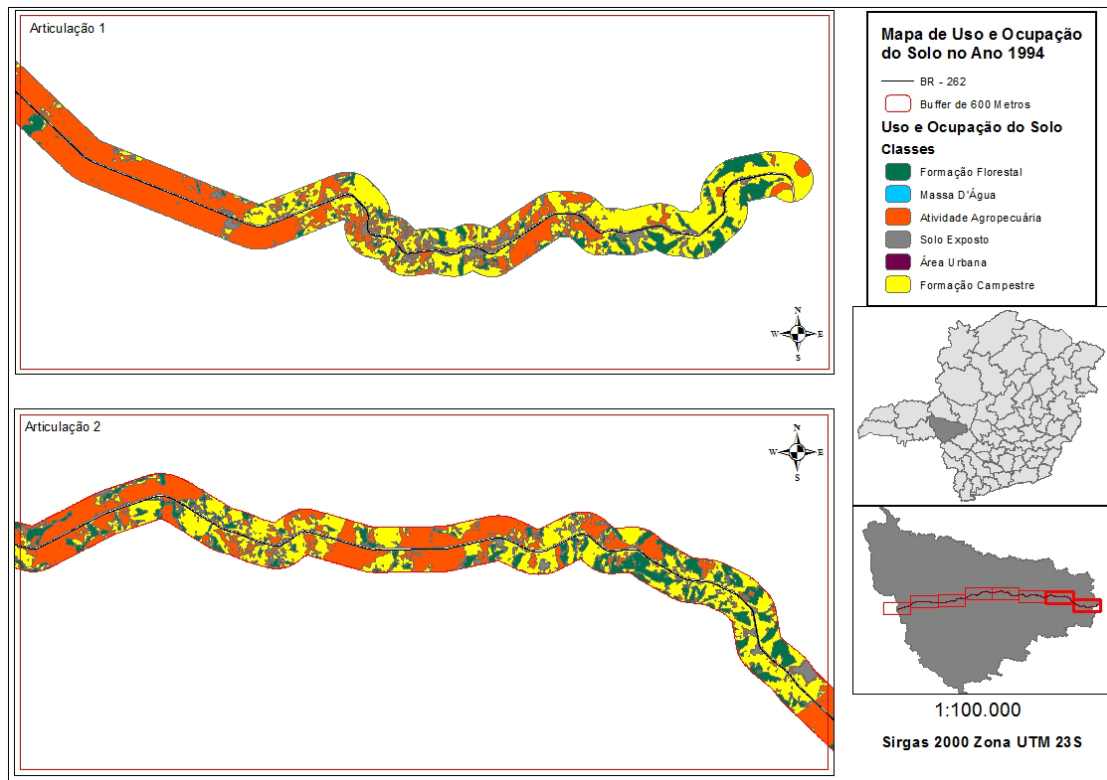 Articulação 1
N
W
E
S
Articulação 2
N
W
E
S
Mapa de Uso e Ocupação
do Solo no Ano 1994
BR - 262
Buffer de 600 Metros
Uso e Ocupação do Solo
Classes
Formação Florestal
Massa D'Água
Atividade Agropecuária
Solo Exposto
Área Urbana
Formação Campestre
1:100.000
Sirgas 2000 Zona UTM 23S